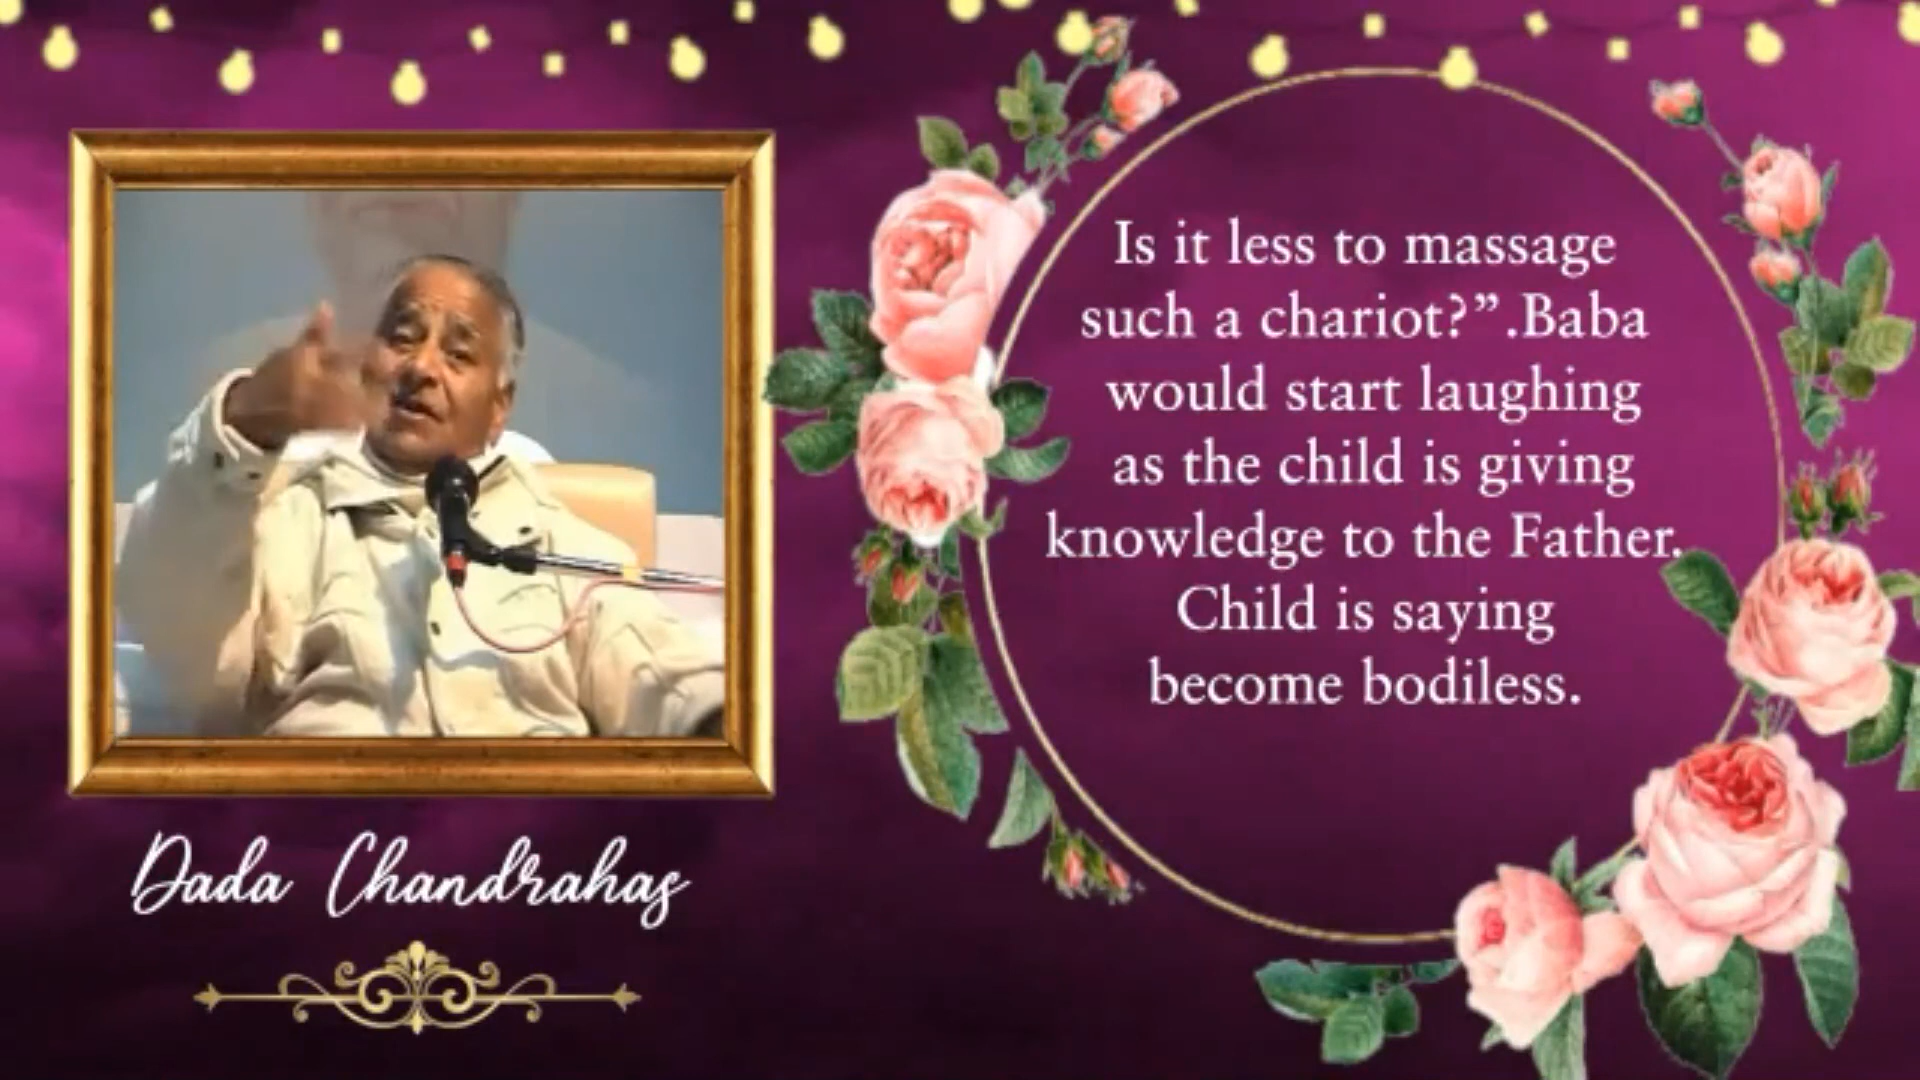 Is it less to massage
such a chariot?”.Baba
would start laughing
as the child is giving
knowledge to the Father.
Child is saying
become bodiless.
Dada Chandrahas